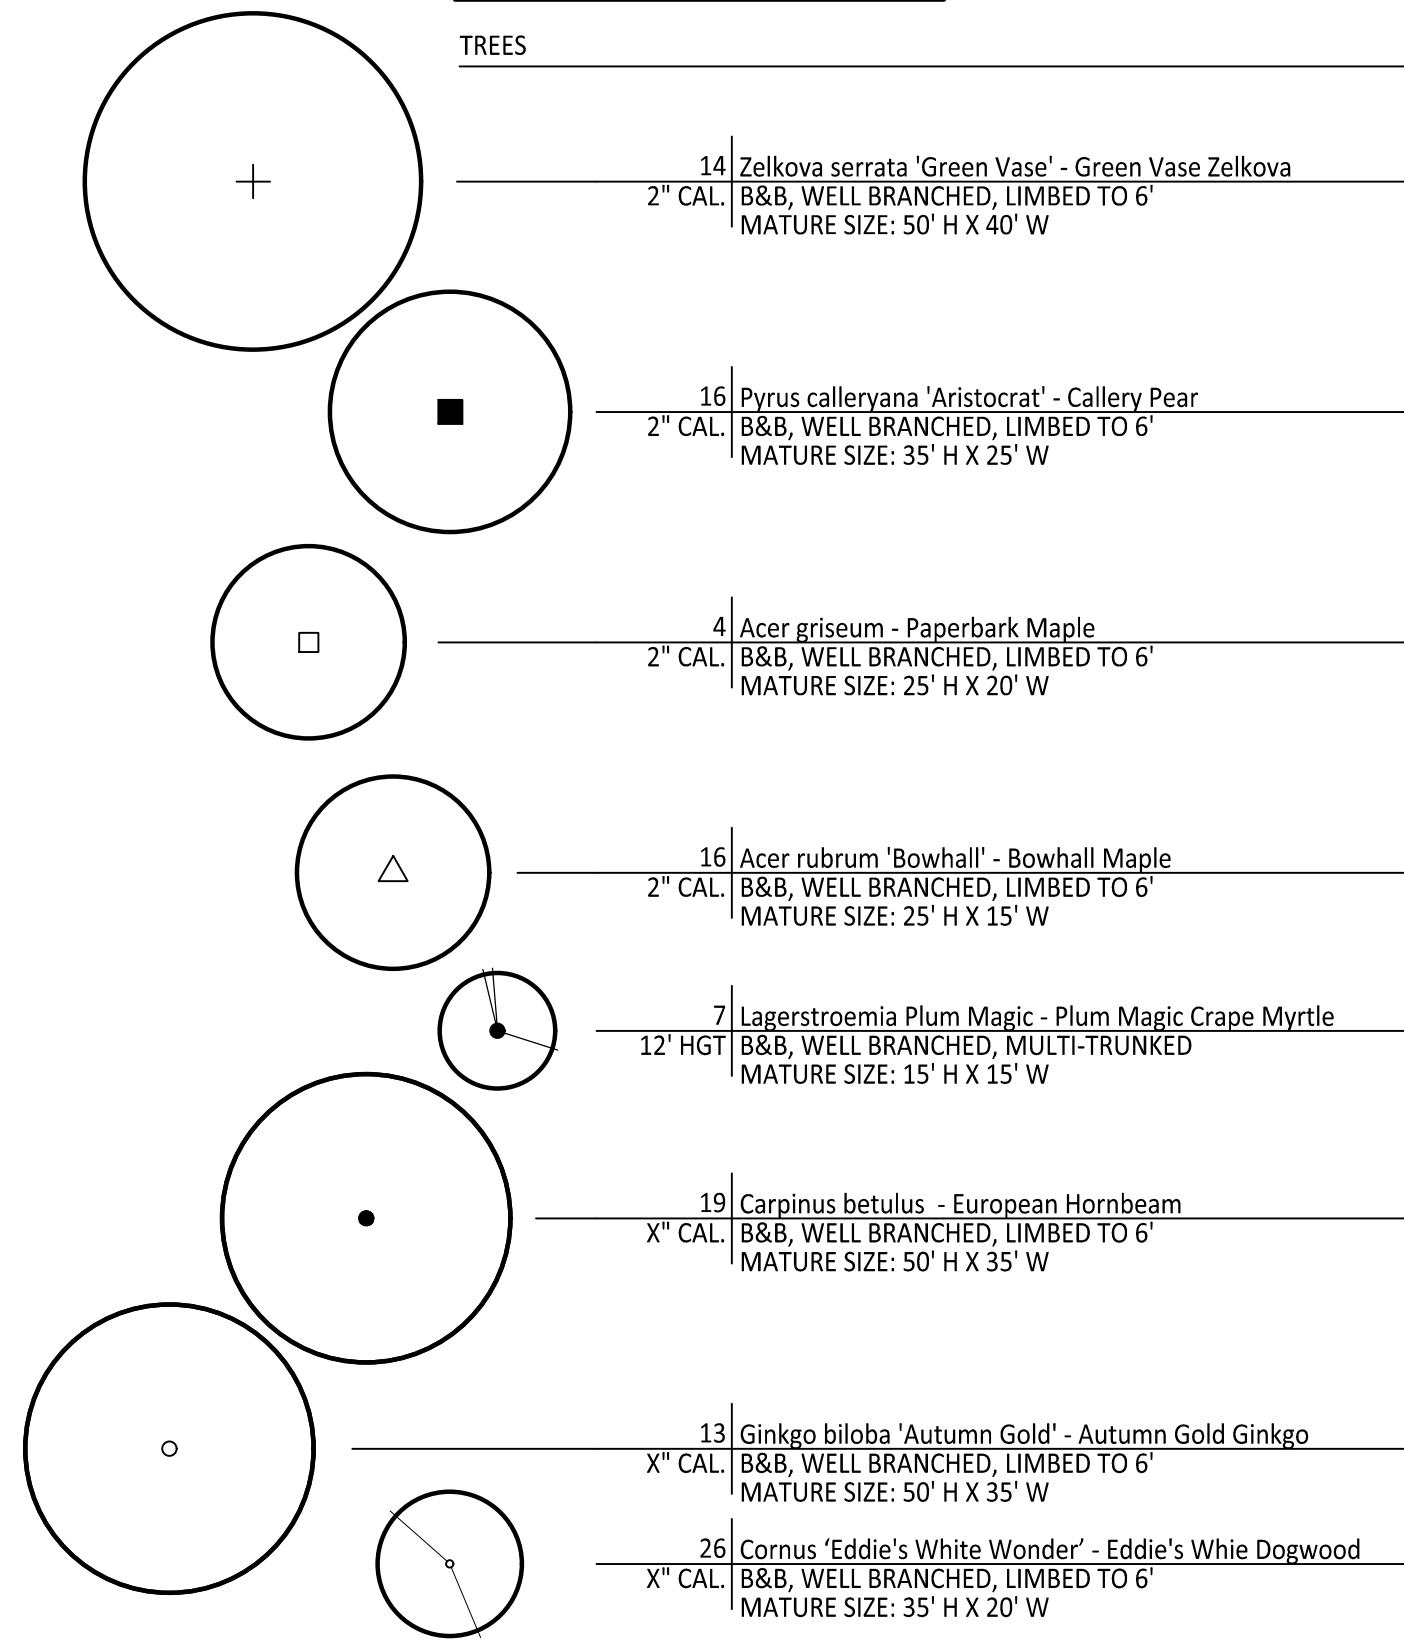 TREES
14 Zelkova serrata 'Green Vase' - Green Vase Zelkova
2" CAL. B&B, WELL BRANCHED, LIMBED TO 6'
MATURE SIZE: 50' H X 40' W
16 Pyrus calleryana 'Aristocrat' - Callery Pear
2" CAL. B&B, WELL BRANCHED, LIMBED TO 6'
MATURE SIZE: 35' H X 25' W
4 Acer griseum - Paperbark Maple
2" CAL. B&B, WELL BRANCHED, LIMBED TO 6'
MATURE SIZE: 25' H X 20' W
16 Acer rubrum 'Bowhall' - Bowhall Maple
2" CAL. B&B, WELL BRANCHED, LIMBED TO 6'
MATURE SIZE: 25' H X 15' W
7 Lagerstroemia Plum Magic - Plum Magic Crape Myrtle
12' HGT B&B, WELL BRANCHED, MULTI-TRUNKED
MATURE SIZE: 15' H X 15' W
19 Carpinus betulus - European Hornbeam
X" CAL. B&B, WELL BRANCHED, LIMBED TO 6'
MATURE SIZE: 50' H X 35' W
13 Ginkgo biloba 'Autumn Gold' - Autumn Gold Ginkgo
X" CAL. B&B, WELL BRANCHED, LIMBED TO 6'
MATURE SIZE: 50' H X 35' W
26 Cornus ‘Eddie's White Wonder’ - Eddie's Whie Dogwood
X" CAL. B&B, WELL BRANCHED, LIMBED TO 6'
MATURE SIZE: 35' H X 20' W